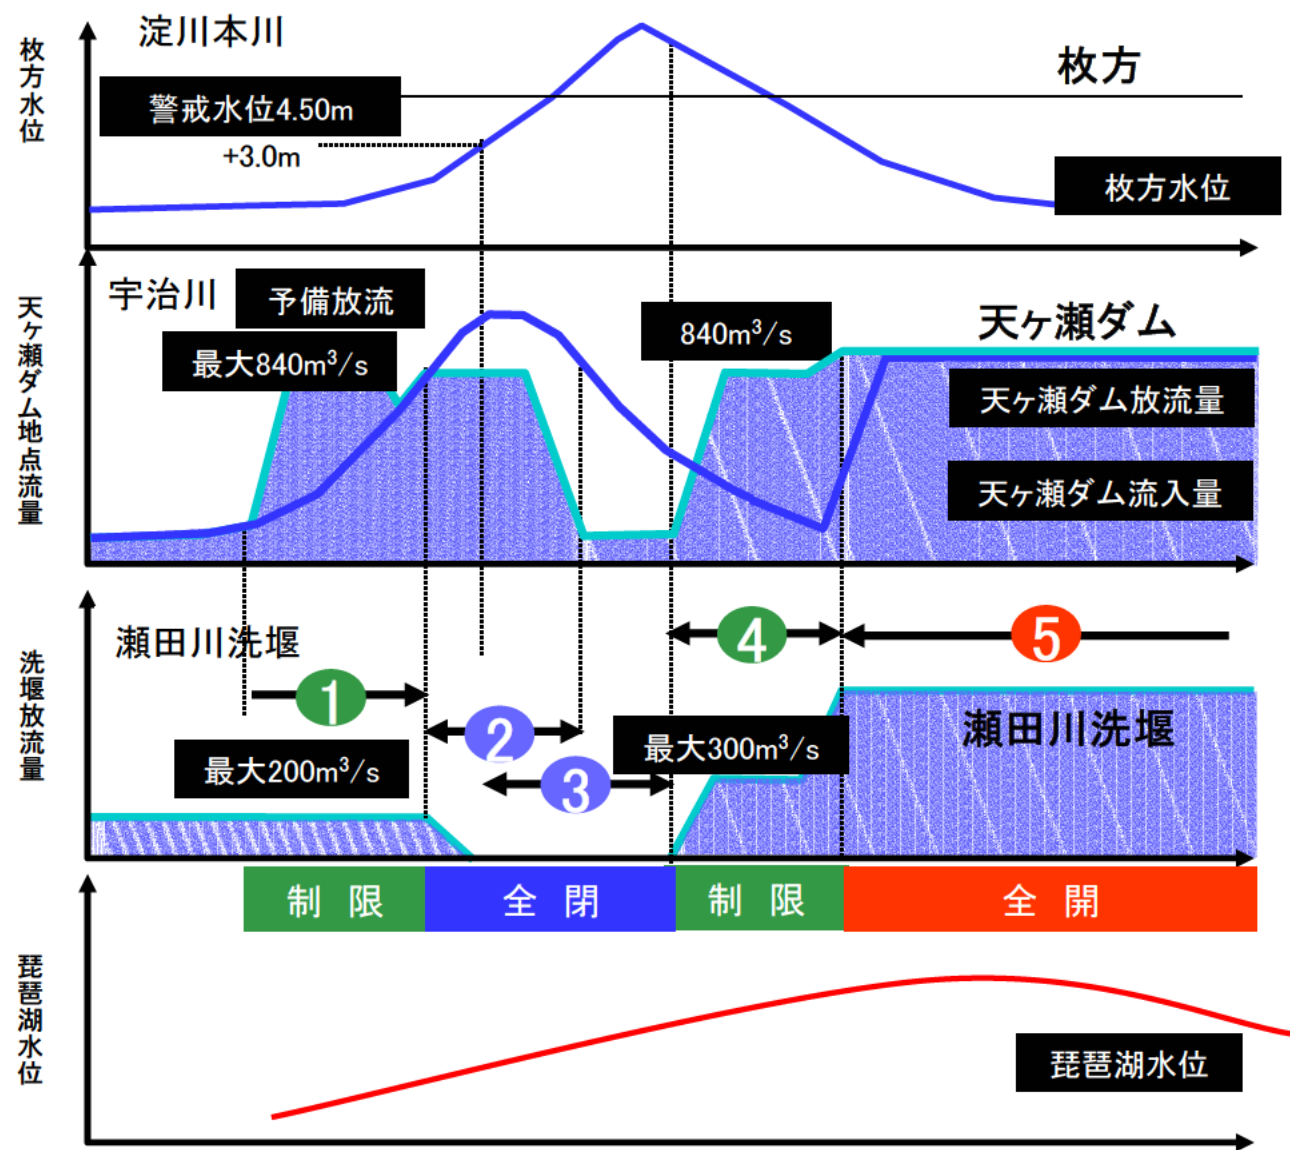 枚方水位
淀川本川
枚方
警戒水位4.50m
+3.0m
枚方水位
天ヶ瀬ダム地点流量
宇治川
予備放流
最大840m³/s
840m³/s
天ヶ瀬ダム
天ヶ瀬ダム放流量
天ヶ瀬ダム流入量
洗堰放流量
瀬田川洗堰
1
2
3
4
5
最大200m³/s
最大300m³/s
瀬田川洗堰
制 限
全 閉
制 限
全 開
琵琶湖水位
琵琶湖水位